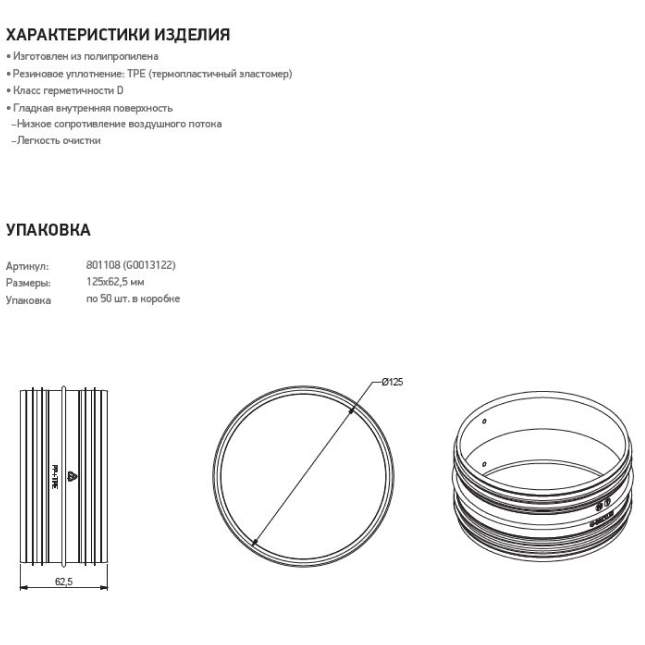 ХАРАКТЕРИСТИКИ ИЗДЕЛИЯ
• Изготовлен из полипропилена
• Резиновое уплотнение: TPE (термопластичный эластомер)
• Класс герметичности D
• Гладкая внутренняя поверхность
–Низкое сопротивление воздушного потока
–Легкость очистки
УПАКОВКА
Артикул: 801108 (G0013122)
Размеры: 125x62,5 мм
Упаковка по 50 шт. в коробке
Ø125
PP+TPE
62,5